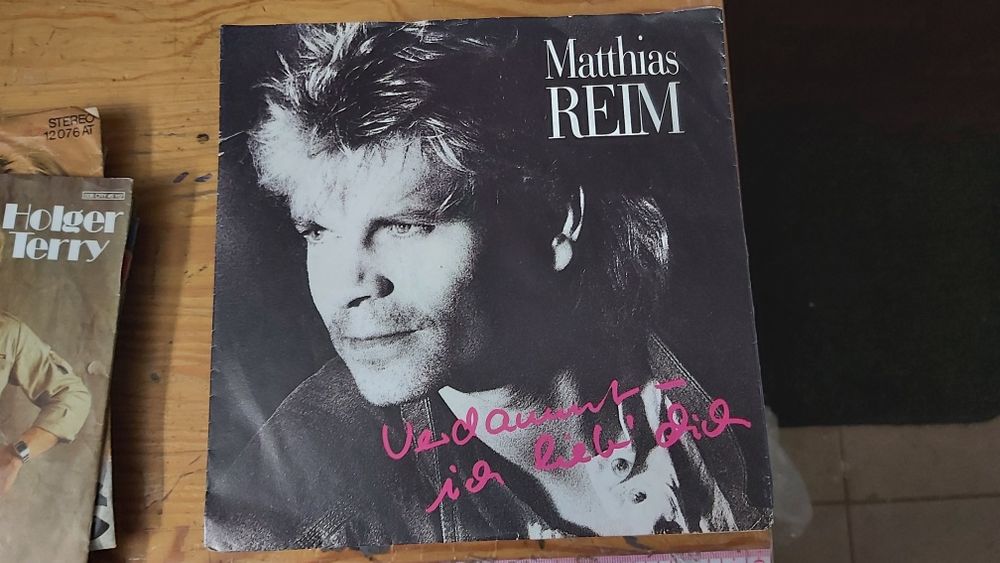 Matthias
REIM
Verdammt -
ich lieb' dich
STEREO
12 076 AT
Holger
Terry